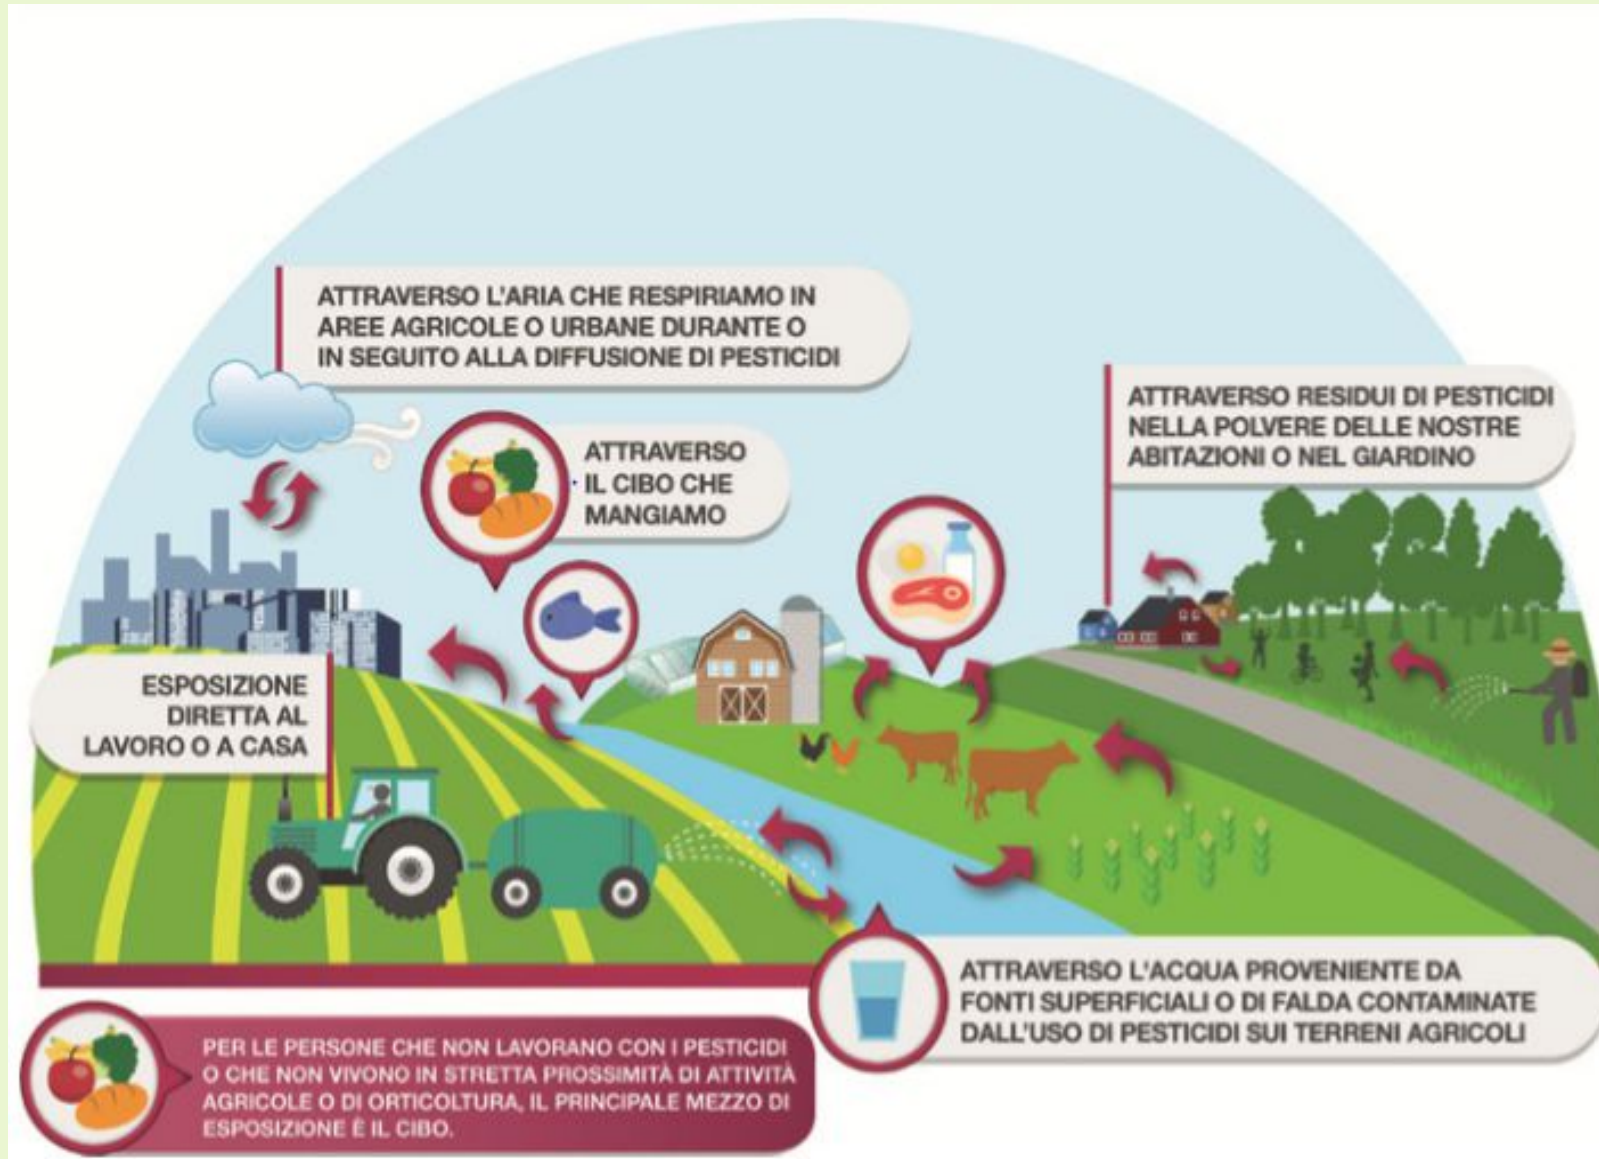 ATTRAVERSO L'ARIA CHE RESPIRIAMO IN
AREE AGRICOLE O URBANE DURANTE O
IN SEGUITO ALLA DIFFUSIONE DI PESTICIDI
ATTRAVERSO
IL CIBO CHE
MANGIAMO
ATTRAVERSO RESIDUI DI PESTICIDI
NELLA POLVERE DELLE NOSTRE
ABITAZIONI O NEL GIARDINO
ESPOSIZIONE
DIRETTA AL
LAVORO O A CASA
ATTRAVERSO L'ACQUA PROVENIENTE DA
FONTI SUPERFICIALI O DI FALDA CONTAMINATE
DALL'USO DI PESTICIDI SUI TERRENI AGRICOLI
PER LE PERSONE CHE NON LAVORANO CON I PESTICIDI
O CHE NON VIVONO IN STRETTA PROSSIMITÀ DI ATTIVITÀ
AGRICOLE O DI ORTICOLTURA, IL PRINCIPALE MEZZO DI
ESPOSIZIONE È IL CIBO.